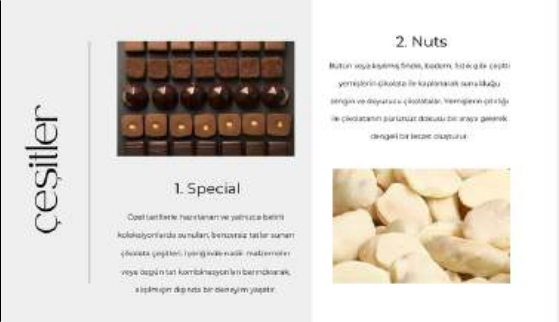 çeşitler
1. Special
Özel tariflerle hazırlanan ve yalnızca belirli
koleksiyonlarda sunulan, benzersiz tatlar sunan
çikolata çeşitleri. İçeriğinde nadir malzemeler
veya özgün tat kombinasyonları barındırarak,
alışılmışın dışında bir deneyim yaşatır.
2. Nuts
Bütün veya kıyılmış fındık, badem, fıstık gibi çeşitli
yemişlerin çikolata ile kaplanarak sunulduğu
zengin ve doyurucu çikolatalar. Yemişlerin çıtırlığı
ile çikolatanın pürüzsüz dokusu bir araya gelerek
dengeli bir lezzet oluşturur.